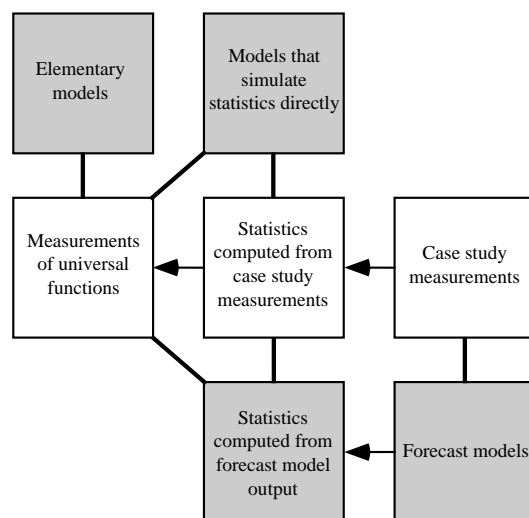 Elementary
models
Models that
simulate
statistics directly
Measurements
of universal
functions
Statistics
computed from
case study
measurements
Case study
measurements
Statistics
computed from
forecast model
output
Forecast models